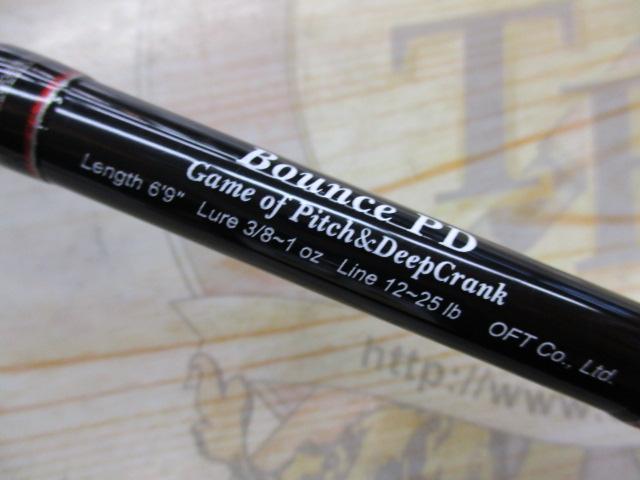 Bounce PD
Game of Pitch&DeepCrank
Length 6'9" Lure 3/8~1 oz Line 12~25 lb OFT Co., Ltd.
http://www.